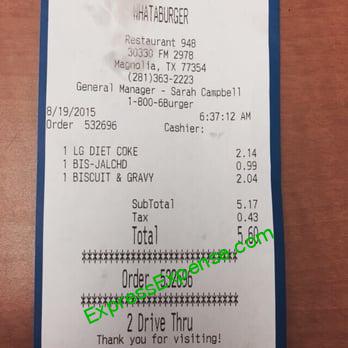 WHATABURGER
Restaurant 948
30330 FM 2978
Magnolia, TX 77354
(281)363-2223
General Manager - Sarah Campbell
1-800-6Burger
8/19/2015 6:37:12 AM
Order 532696 Cashier:
1 LG DIET COKE 2.14
1 BIS-JALCHD 0.99
1 BISCUIT & GRAVY 2.04
SubTotal 5.17
Tax 0.43
Total 5.60
Order 532696
ExpressExpense.com
2 Drive Thru
Thank you for visiting!